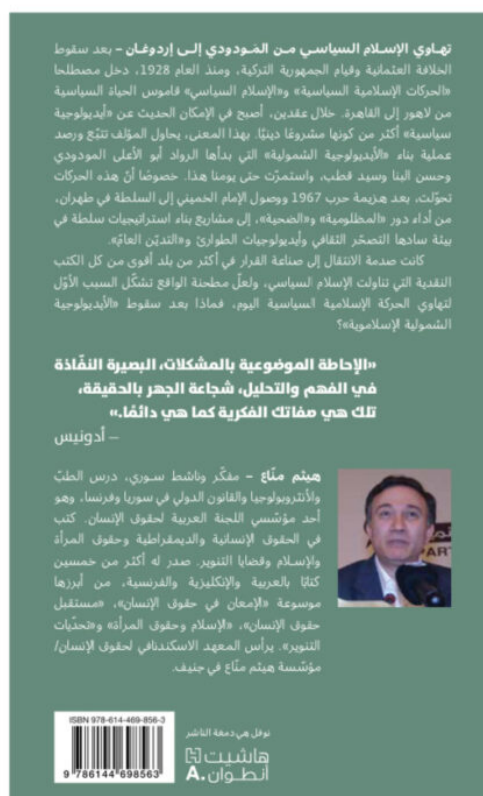 تهاوي الإسلام السياسي من المَودودي إلى إردوغان – بعد سقوط
الخلافة العثمانية وقيام الجمهورية التركية، ومنذ العام 1928، دخل مصطلحا
«الحركات الإسلامية السياسية» و«الإسلام السياسي» قاموس الحياة السياسية
من لاهور إلى القاهرة. خلال عقدين، أصبح في الإمكان الحديث عن «أيديولوجية
سياسية» أكثر من كونها مشروعًا دينيًا. بهذا المعنى، يحاول المؤلف تتبّع ورصد
عملية بناء «الأيديولوجية الشمولية» التي بدأها الرواد أبو الأعلى المودودي
وحسن البنا وسيد قطب، واستمرّت حتى يومنا هذا. خصوصًا أنّ هذه الحركات
تحوّلت، بعد هزيمة حرب 1967 ووصول الإمام الخميني إلى السلطة في طهران،
من أداء دور «المظلومية» و«الضحية»، إلى مشاريع بناء استراتيجيات سلطة في
بيئة سادها التصحّر الثقافي وأيديولوجيات الطوارئ و«التديّن العامّ».
كانت صدمة الانتقال إلى صناعة القرار في أكثر من بلد أقوى من كل الكتب
النقدية التي تناولت الإسلام السياسي، ولعلّ مطحنة الواقع تشكّل السبب الأوّل
لتهاوي الحركة الإسلامية السياسية اليوم، فماذا بعد سقوط «الأيديولوجية
الشمولية الإسلاموية»؟
«الإحاطة الموضوعية بالمشكلات، البصيرة النفّاذة
في الفهم والتحليل، شجاعة الجهر بالحقيقة،
تلك هي صفاتك الفكرية كما هي دائمًا.»
– أدونيس
هيثم منّاع – مفكّر وناشط سوري، درس الطبّ
والأنثروبولوجيا والقانون الدولي في سوريا وفرنسا، وهو
أحد مؤسّسي اللجنة العربية لحقوق الإنسان. كتب
في الحقوق الإنسانية والديمقراطية وحقوق المرأة
والإسلام وقضايا التنوير. صدر له أكثر من خمسين
كتابًا بالعربية والإنكليزية والفرنسية، من أبرزها
موسوعة «الإمعان في حقوق الإنسان»، «مستقبل
حقوق الإنسان»، «الإسلام وحقوق المرأة» و«تحدّيات
التنوير». يرأس المعهد الاسكندنافي لحقوق الإنسان/
مؤسّسة هيثم منّاع في جنيف.
PART
ISBN 978-614-469-856-3
9 786144 698563
نوفل هي دمغة الناشر
هاشيت
أنطوان A.